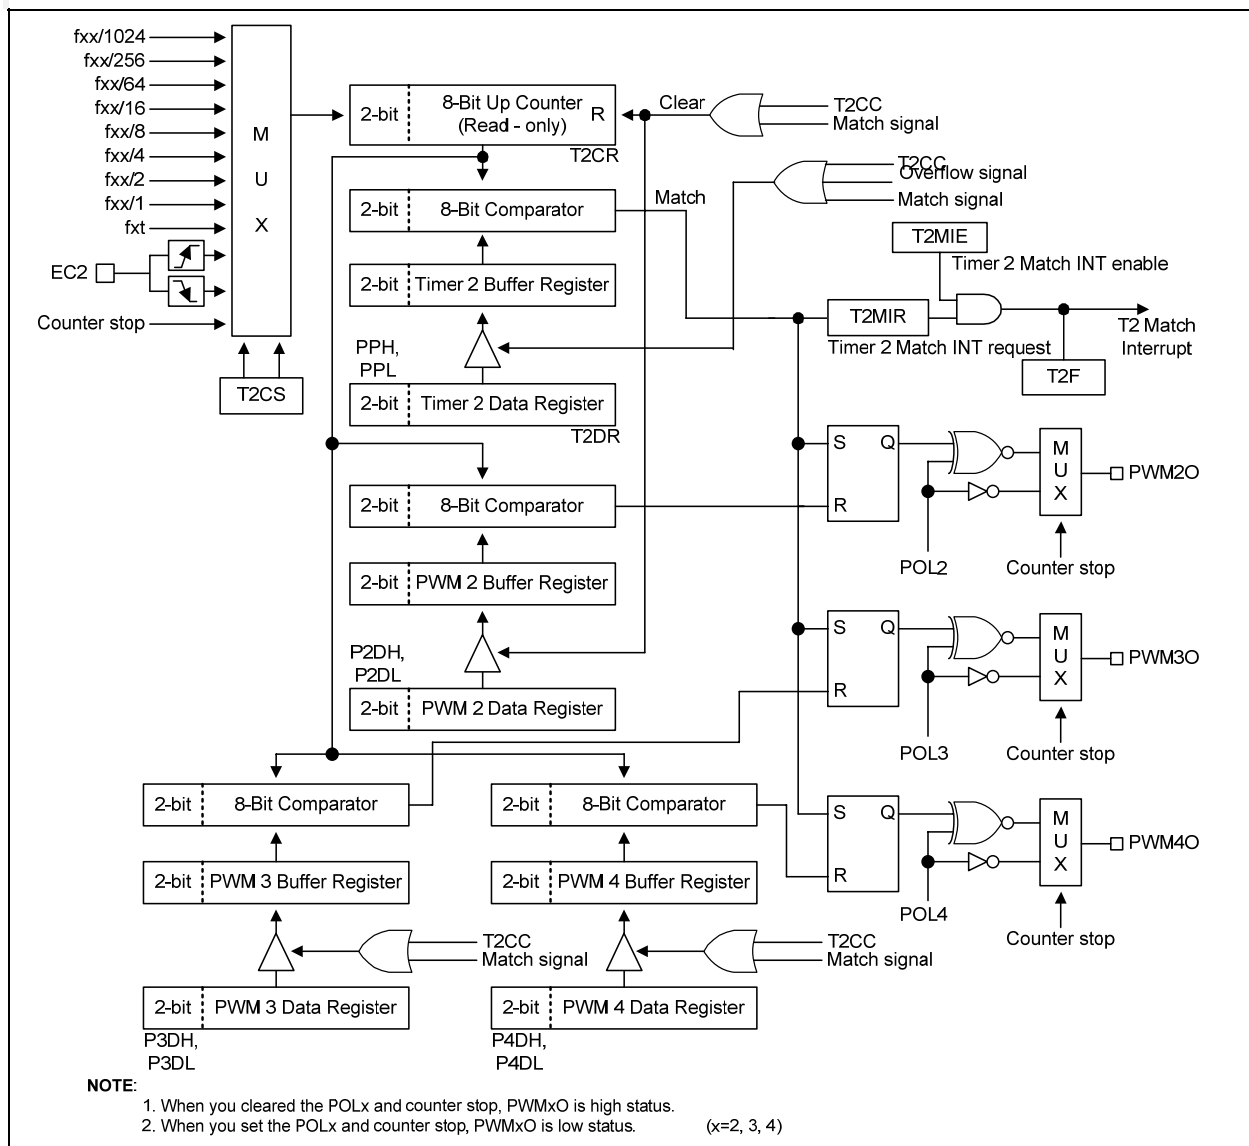 fxx/1024
fxx/256
fxx/64
fxx/16
fxx/8
fxx/4
fxx/2
fxx/1
fxt
EC2
Counter stop
M
U
X
T2CS
2-bit
8-Bit Up Counter
(Read - only)
R
T2CR
Clear
T2CC
Match signal
2-bit
8-Bit Comparator
Match
T2CC
Overflow signal
Match signal
2-bit
Timer 2 Buffer Register
PPH,
PPL
2-bit
Timer 2 Data Register
T2DR
T2MIE
Timer 2 Match INT enable
T2MIR
Timer 2 Match INT request
T2 Match
Interrupt
T2F
2-bit
8-Bit Comparator
2-bit
PWM 2 Buffer Register
P2DH,
P2DL
2-bit
PWM 2 Data Register
S
Q
R
POL2
M
U
X
PWM2O
Counter stop
S
Q
R
POL3
M
U
X
PWM3O
Counter stop
2-bit
8-Bit Comparator
2-bit
8-Bit Comparator
S
Q
R
POL4
M
U
X
PWM4O
Counter stop
2-bit
PWM 3 Buffer Register
2-bit
PWM 4 Buffer Register
T2CC
Match signal
T2CC
Match signal
2-bit
PWM 3 Data Register
2-bit
PWM 4 Data Register
P3DH,
P3DL
P4DH,
P4DL
NOTE:
1. When you cleared the POLx and counter stop, PWMxO is high status.
2. When you set the POLx and counter stop, PWMxO is low status. (x=2, 3, 4)